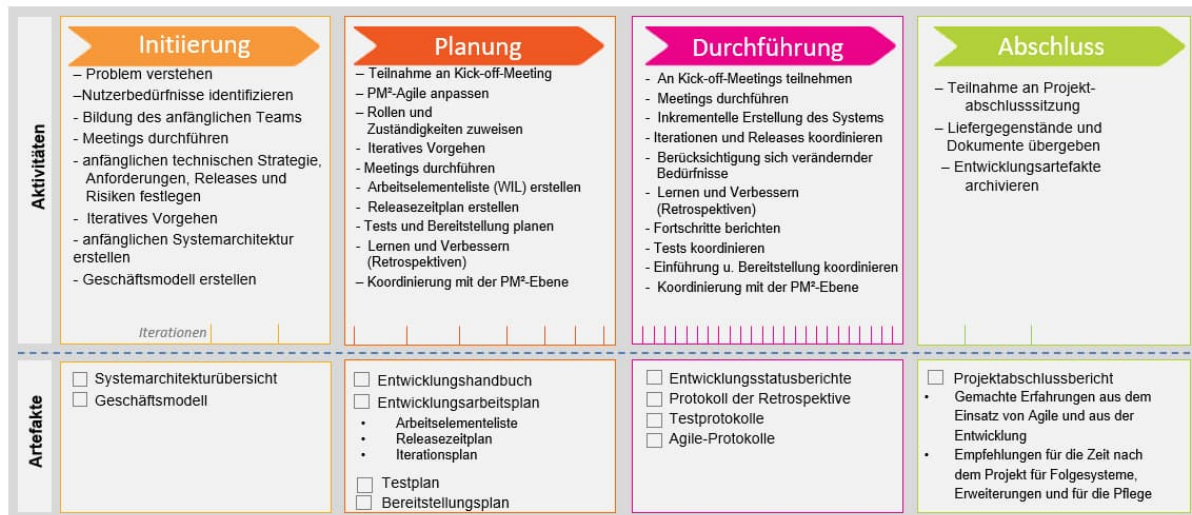 Initiierung
Planung
Durchführung
Abschluss
Aktivitäten
– Problem verstehen
–Nutzerbedürfnisse identifizieren
- Bildung des anfänglichen Teams
- Meetings durchführen
- anfänglichen technischen Strategie,
Anforderungen, Releases und
Risiken festlegen
- Iteratives Vorgehen
- anfänglichen Systemarchitektur
erstellen
- Geschäftsmodell erstellen
Iterationen
– Teilnahme an Kick-off-Meeting
– PM²-Agile anpassen
– Rollen und
Zuständigkeiten zuweisen
- Iteratives Vorgehen
- Meetings durchführen
- Arbeitselementeliste (WIL) erstellen
- Releasezeitplan erstellen
- Tests und Bereitstellung planen
- Lernen und Verbessern
(Retrospektiven)
– Koordinierung mit der PM²-Ebene
- An Kick-off-Meetings teilnehmen
- Meetings durchführen
- Inkrementelle Erstellung des Systems
- Iterationen und Releases koordinieren
- Berücksichtigung sich verändernder
Bedürfnisse
- Lernen und Verbessern
(Retrospektiven)
- Fortschritte berichten
- Tests koordinieren
- Einführung u. Bereitstellung koordinieren
- Koordinierung mit der PM²-Ebene
– Teilnahme an Projekt-
abschlusssitzung
– Liefergegenstände und
Dokumente übergeben
– Entwicklungsartefakte
archivieren
Artefakte
Systemarchitekturübersicht
Geschäftsmodell
Entwicklungshandbuch
Entwicklungsarbeitsplan
• Arbeitselementeliste
• Releasezeitplan
• Iterationsplan
Testplan
Bereitstellungsplan
Entwicklungsstatusberichte
Protokoll der Retrospektive
Testprotokolle
Agile-Protokolle
Projektabschlussbericht
• Gemachte Erfahrungen aus dem
Einsatz von Agile und aus der
Entwicklung
• Empfehlungen für die Zeit nach
dem Projekt für Folgesysteme,
Erweiterungen und für die Pflege